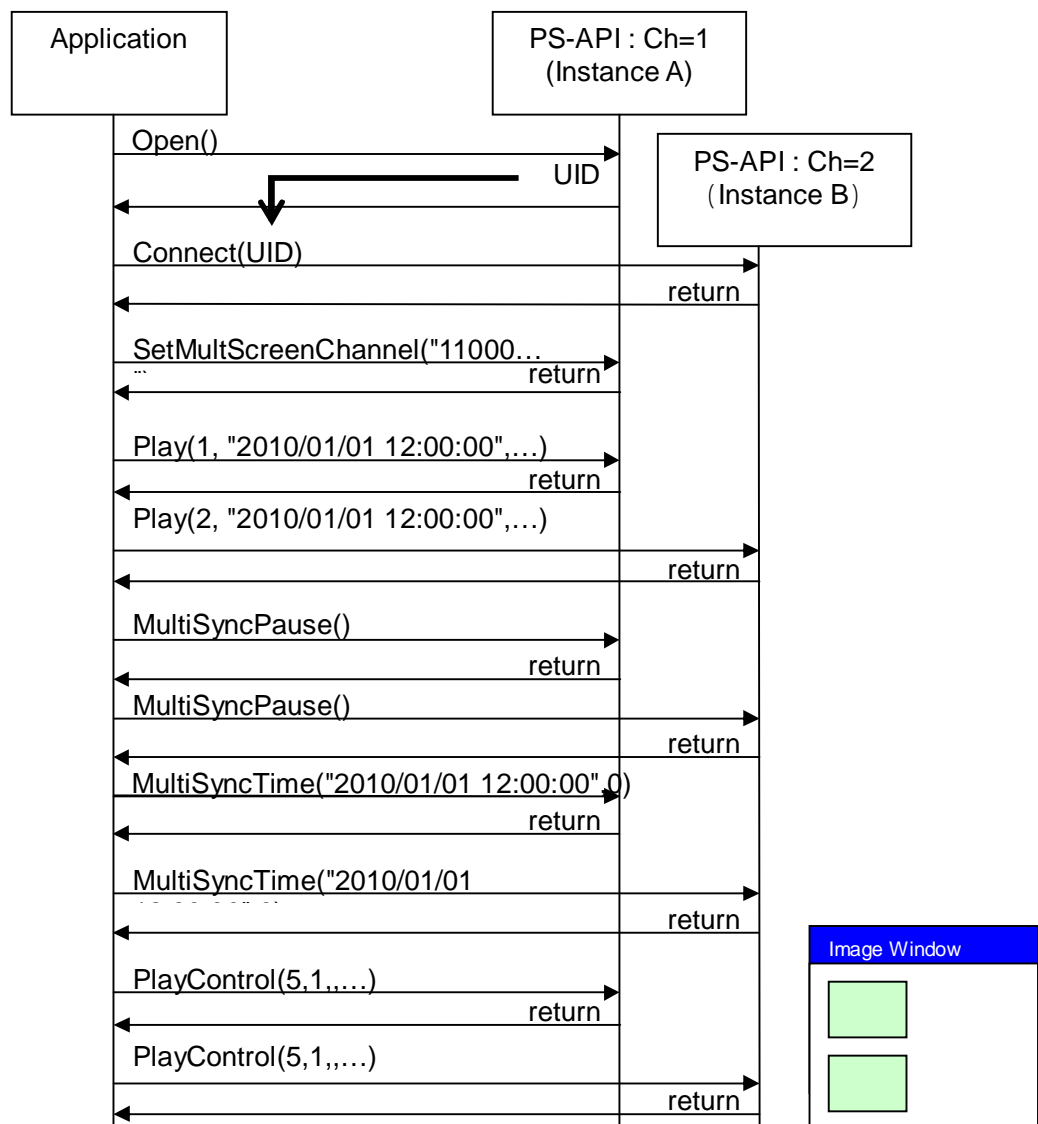 Application
PS-API : Ch=1
(Instance A)
Open()
UID
PS-API : Ch=2
(Instance B)
Connect(UID)
return
SetMultScreenChannel("11000…
return
Play(1, "2010/01/01 12:00:00",…)
return
Play(2, "2010/01/01 12:00:00",…)
return
MultiSyncPause()
return
MultiSyncPause()
return
MultiSyncTime("2010/01/01 12:00:00",0)
return
MultiSyncTime("2010/01/01
return
Image Window
PlayControl(5,1,,…)
return
PlayControl(5,1,,…)
return